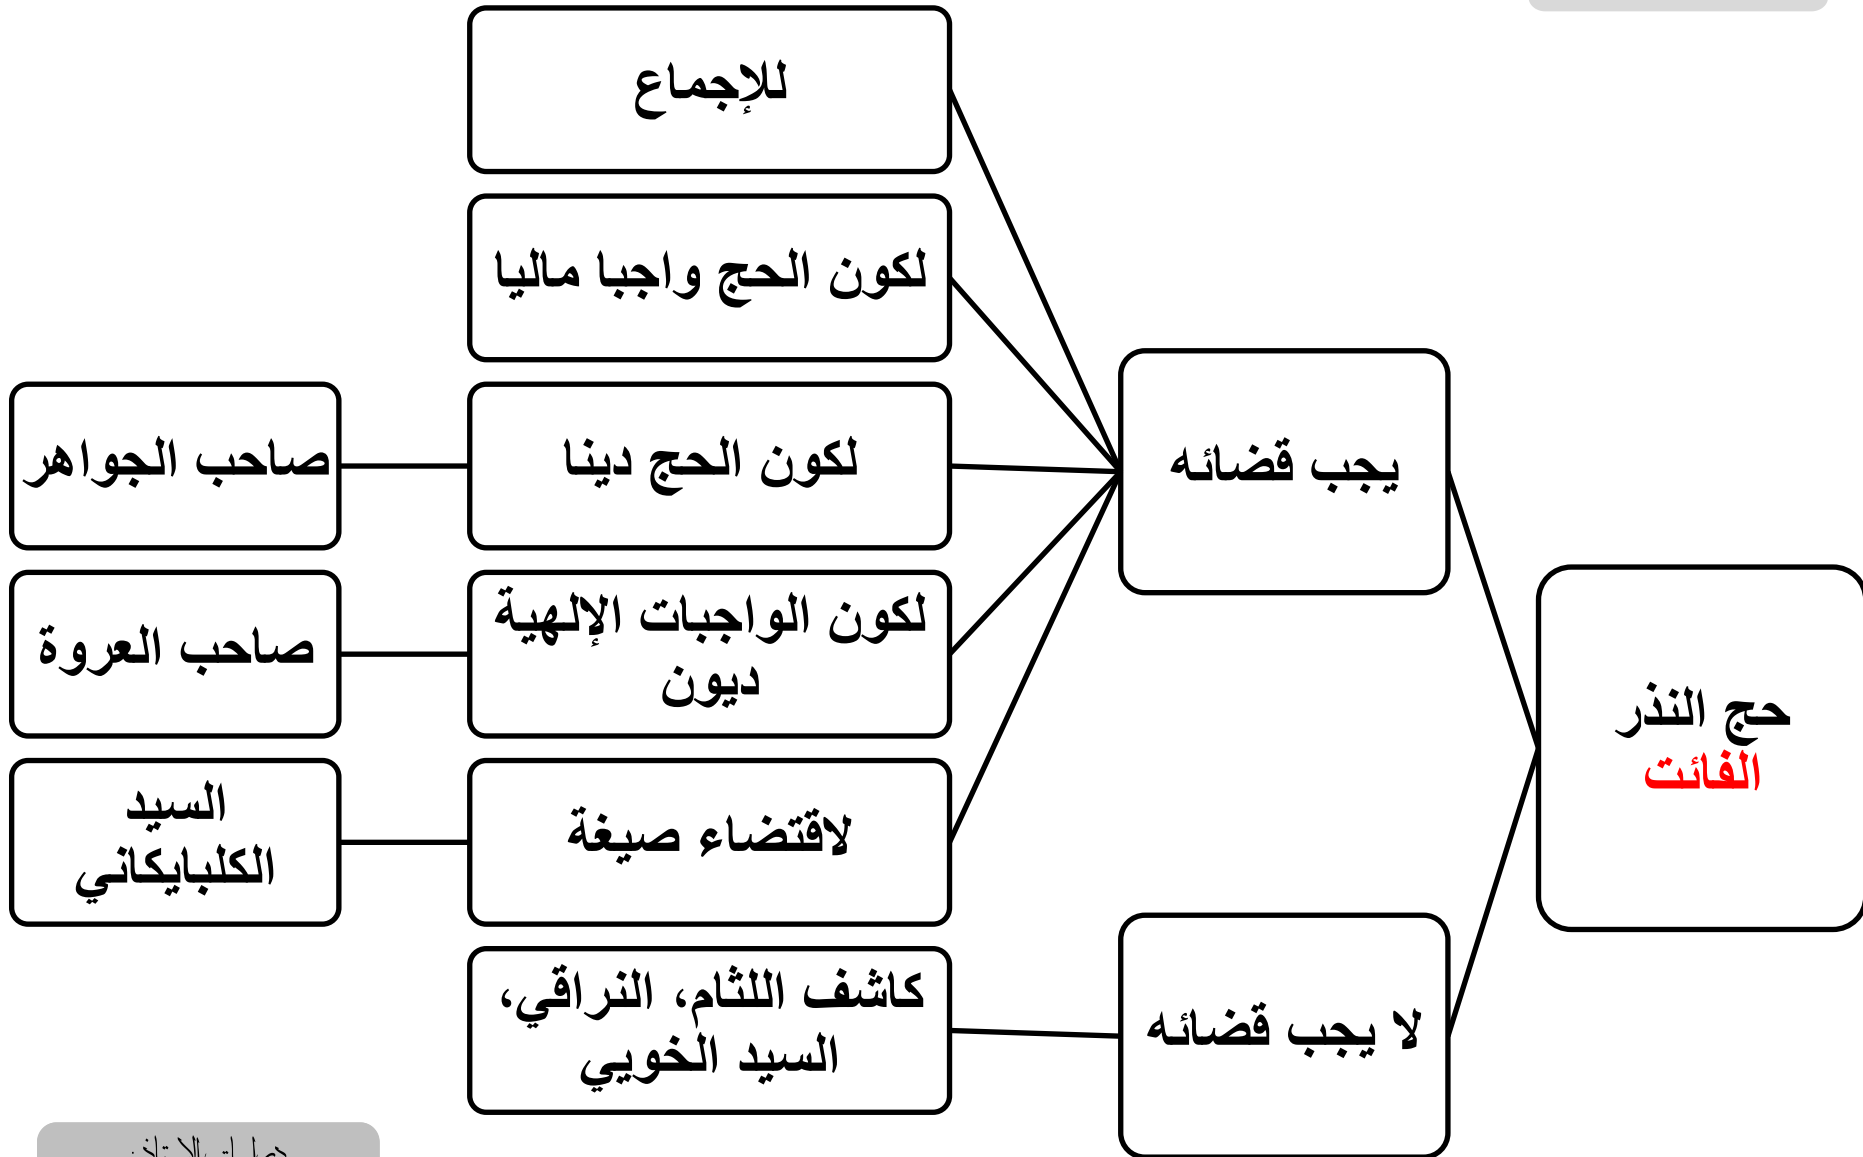 حج النذر
الفائت
يجب قضائه
للإجماع
لكون الحج واجبا ماليا
لكون الحج دينا
صاحب الجواهر
لكون الواجبات الإلهية
ديون
صاحب العروة
لاقتضاء صيغة
السيد
الكلبايكاني
لا يجب قضائه
كاشف اللثام، النراقي،
السيد الخويي